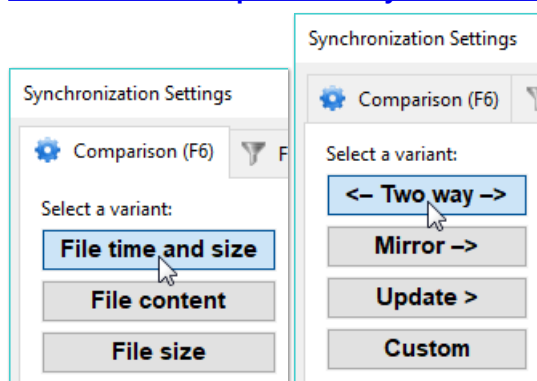 Synchronization Settings
Comparison (F6)
F
Select a variant:
File time and size
File content
File size
Synchronization Settings
Comparison (F6)
Select a variant:
<– Two way –>
Mirror –>
Update >
Custom